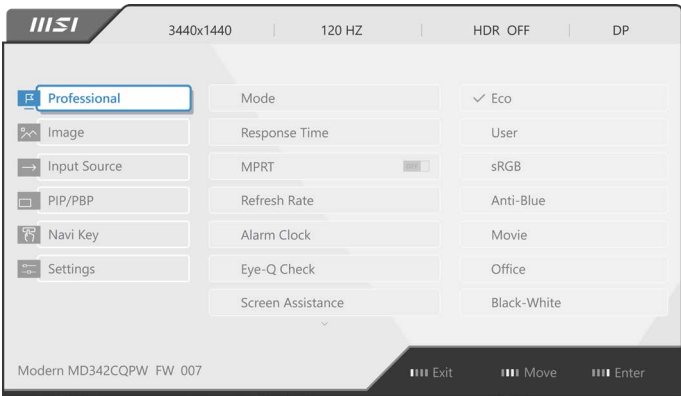 msi 3440x1440 120 HZ HDR OFF DP
Professional Mode ✓ Eco
Image Response Time User
Input Source MPRT OFF sRGB
PIP/PBP Refresh Rate Anti-Blue
Navi Key Alarm Clock Movie
Settings Eye-Q Check Office
Screen Assistance Black-White
Modern MD342CQPW FW 007 Exit Move Enter